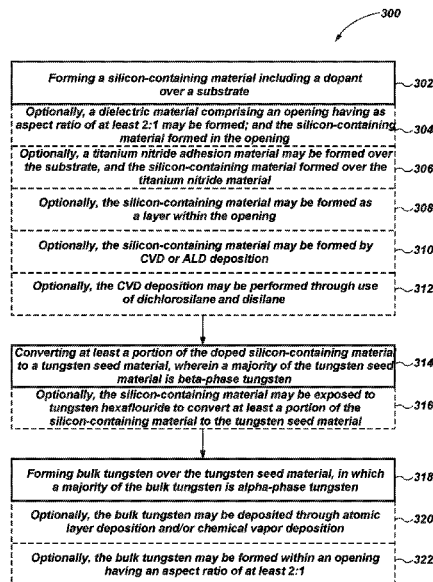 300
Forming a silicon-containing material including a dopant
over a substrate
302
Optionally, a dielectric material comprising an opening having as
aspect ratio of at least 2:1 may be formed; and the silicon-containing
material formed in the opening
304
Optionally, a titanium nitride adhesion material may be formed over
the substrate, and the silicon-containing material formed over the
titanium nitride material
306
Optionally, the silicon-containing material may be formed as
a layer within the opening
308
Optionally, the silicon-containing material may be formed by
CVD or ALD deposition
310
Optionally, the CVD deposition may be performed through use
of dichlorosilane and disilane
312
Converting at least a portion of the doped silicon-containing material
to a tungsten seed material, wherein a majority of the tungsten seed
material is beta-phase tungsten
314
Optionally, the silicon-containing material may be exposed to
tungsten hexaflouride to convert at least a portion of the
silicon-containing material to the tungsten seed material
316
Forming bulk tungsten over the tungsten seed material, in which
a majority of the bulk tungsten is alpha-phase tungsten
318
Optionally, the bulk tungsten may be deposited through atomic
layer deposition and/or chemical vapor deposition
320
Optionally, the bulk tungsten may be formed within an opening
having an aspect ratio of at least 2:1
322